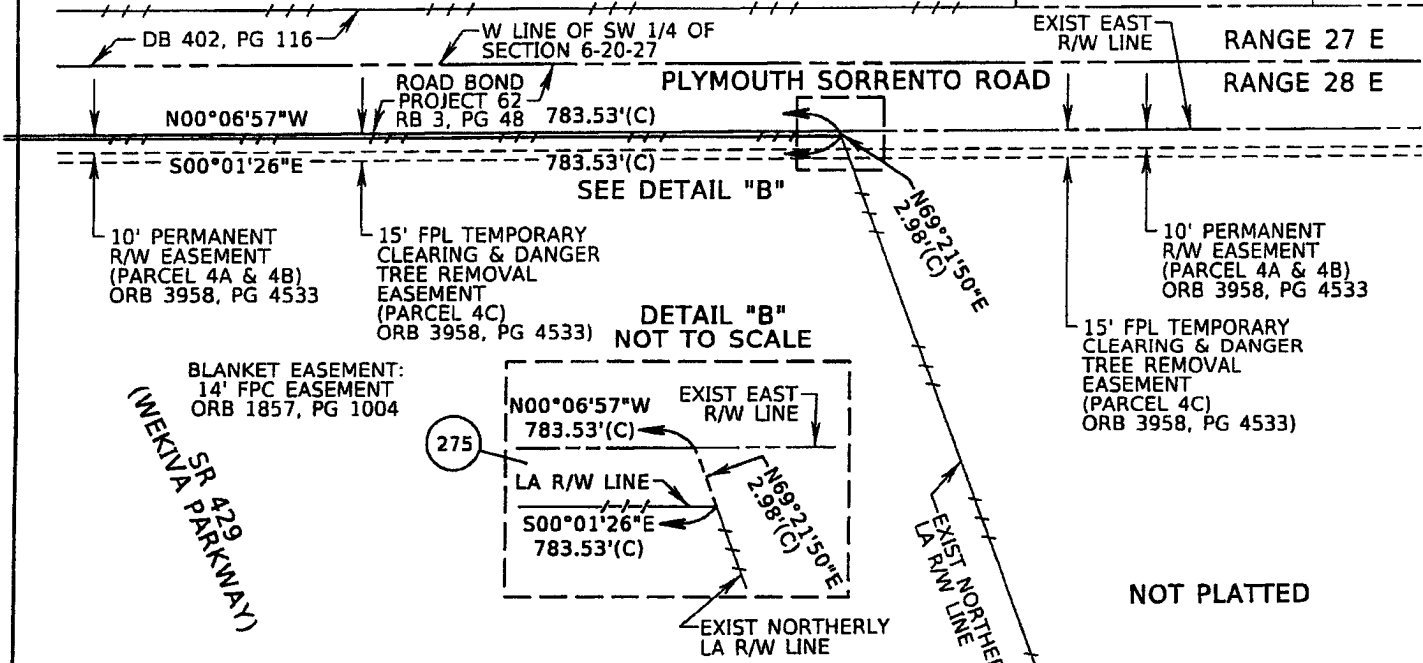 DB 402, PG 116
W LINE OF SW 1/4 OF
SECTION 6-20-27
EXIST EAST
R/W LINE
RANGE 27 E
RANGE 28 E
PLYMOUTH SORRENTO ROAD
ROAD BOND
PROJECT 62
RB 3, PG 48
N00°06'57"W
783.53'(C)
S00°01'26"E
783.53'(C)
SEE DETAIL "B"
N69°21'50"E
2.98'(C)
10' PERMANENT
R/W EASEMENT
(PARCEL 4A & 4B)
ORB 3958, PG 4533
15' FPL TEMPORARY
CLEARING & DANGER
TREE REMOVAL
EASEMENT
(PARCEL 4C)
ORB 3958, PG 4533)
10' PERMANENT
R/W EASEMENT
(PARCEL 4A & 4B)
ORB 3958, PG 4533
15' FPL TEMPORARY
CLEARING & DANGER
TREE REMOVAL
EASEMENT
(PARCEL 4C)
ORB 3958, PG 4533)
BLANKET EASEMENT:
14' FPC EASEMENT
ORB 1857, PG 1004
SR 429
(WEKIVA PARKWAY)
DETAIL "B"
NOT TO SCALE
N00°06'57"W
783.53'(C)
EXIST EAST
R/W LINE
275
LA R/W LINE
S00°01'26"E
783.53'(C)
N69°21'50"E
2.98'(C)
EXIST NORTHERLY
LA R/W LINE
EXIST NORTHER
LA R/W LINE
NOT PLATTED